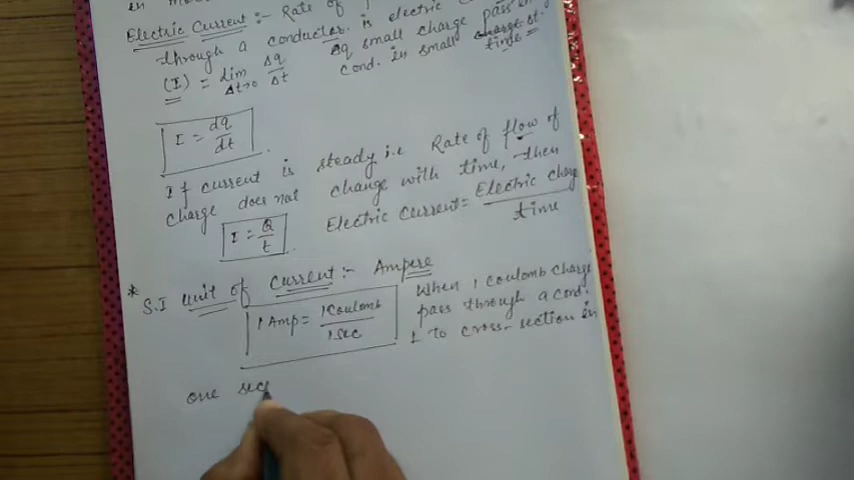 Electric Current :- Rate of
through a conductor is electric
(I) = lim Δt→0 Δq/Δt Δq small charge pass in
cond. in small time
I = dq/dt
If current is steady i.e Rate of flow of
charge does not change with time, then
I = Q/t Electric Current = Electric charge/time
* S.I unit of Current :- Ampere
1 Amp = 1 Coulomb/1 sec When 1 coulomb charge
pass through a cond.
⊥ to cross-section in
one sec